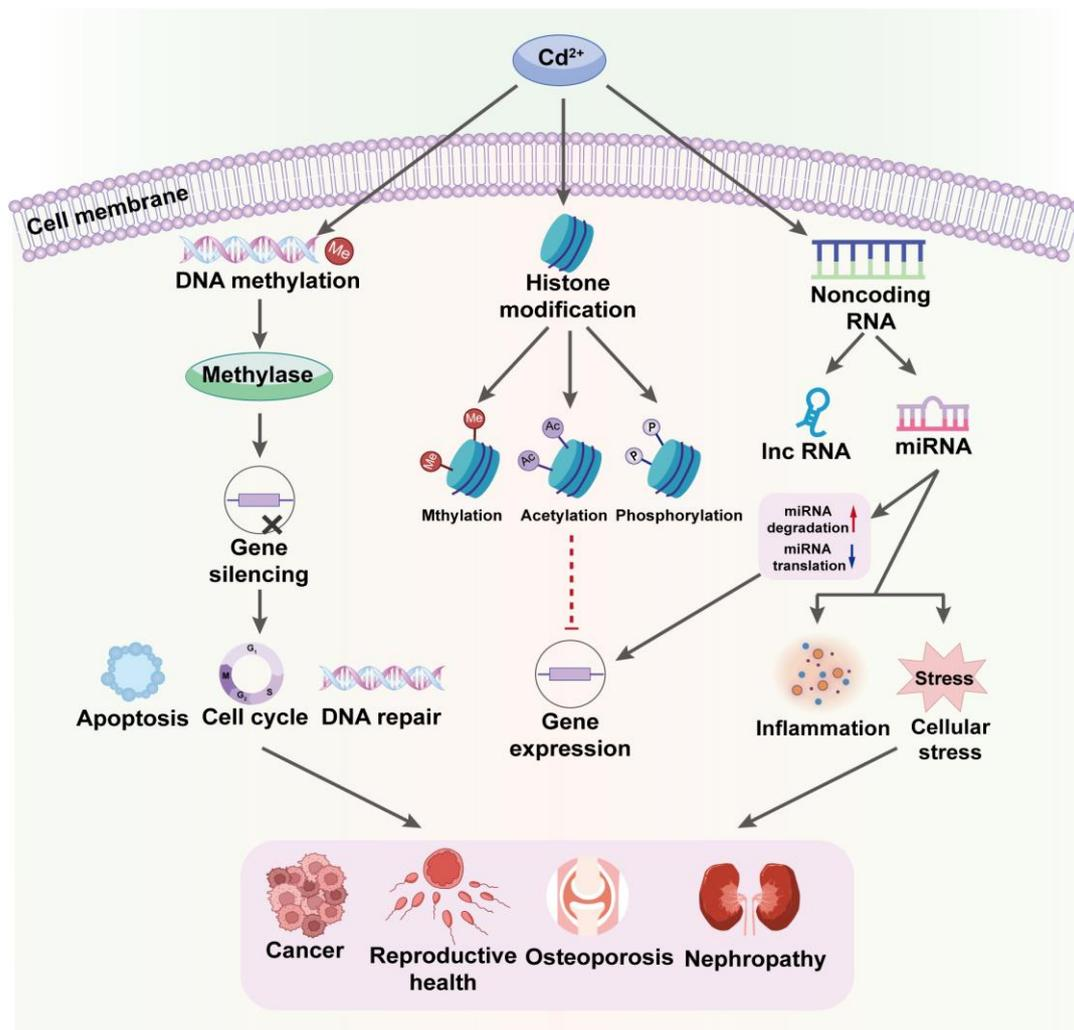 Cd²⁺
Cell membrane
Me
DNA methylation
Histone
modification
Noncoding
RNA
Methylase
lnc RNA
miRNA
Me
Me
Ac
Ac
P
P
Mthylation
Acetylation
Phosphorylation
miRNA
degradation
miRNA
translation
Gene
silencing
G₁
S
G₂
M
Apoptosis
Cell cycle
DNA repair
Gene
expression
Inflammation
Stress
Cellular
stress
Cancer
Reproductive
health
Osteoporosis
Nephropathy